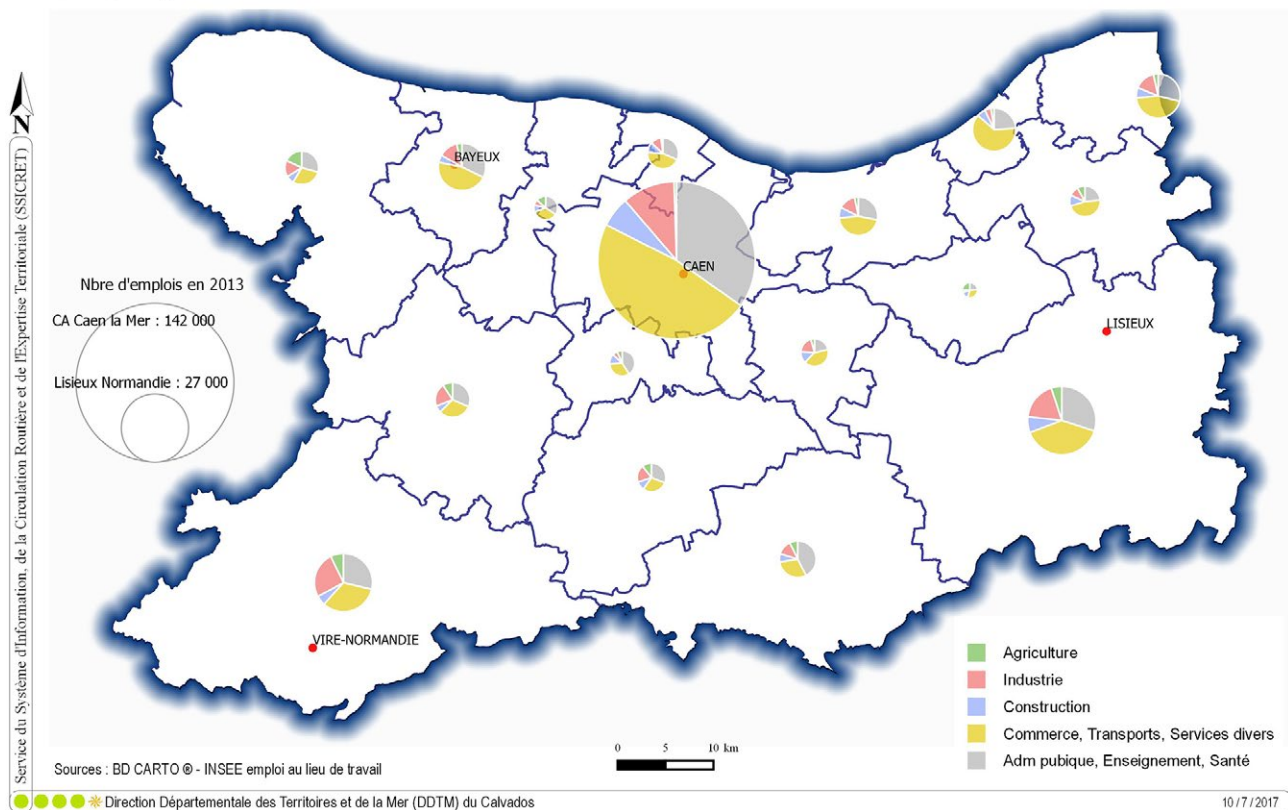 Service du Système d'Information, de la Circulation Routière et de l'Expertise Territoriale (SSICRET)
N
BAYEUX
CAEN
Nbre d'emplois en 2013
CA Caen la Mer : 142 000
LISIEUX
Lisieux Normandie : 27 000
VIRE-NORMANDIE
Agriculture
Industrie
Construction
Commerce, Transports, Services divers
Adm pubique, Enseignement, Santé
0 5 10 km
Sources : BD CARTO ® - INSEE emploi au lieu de travail
Direction Départementale des Territoires et de la Mer (DDTM) du Calvados
10 / 7 / 2017